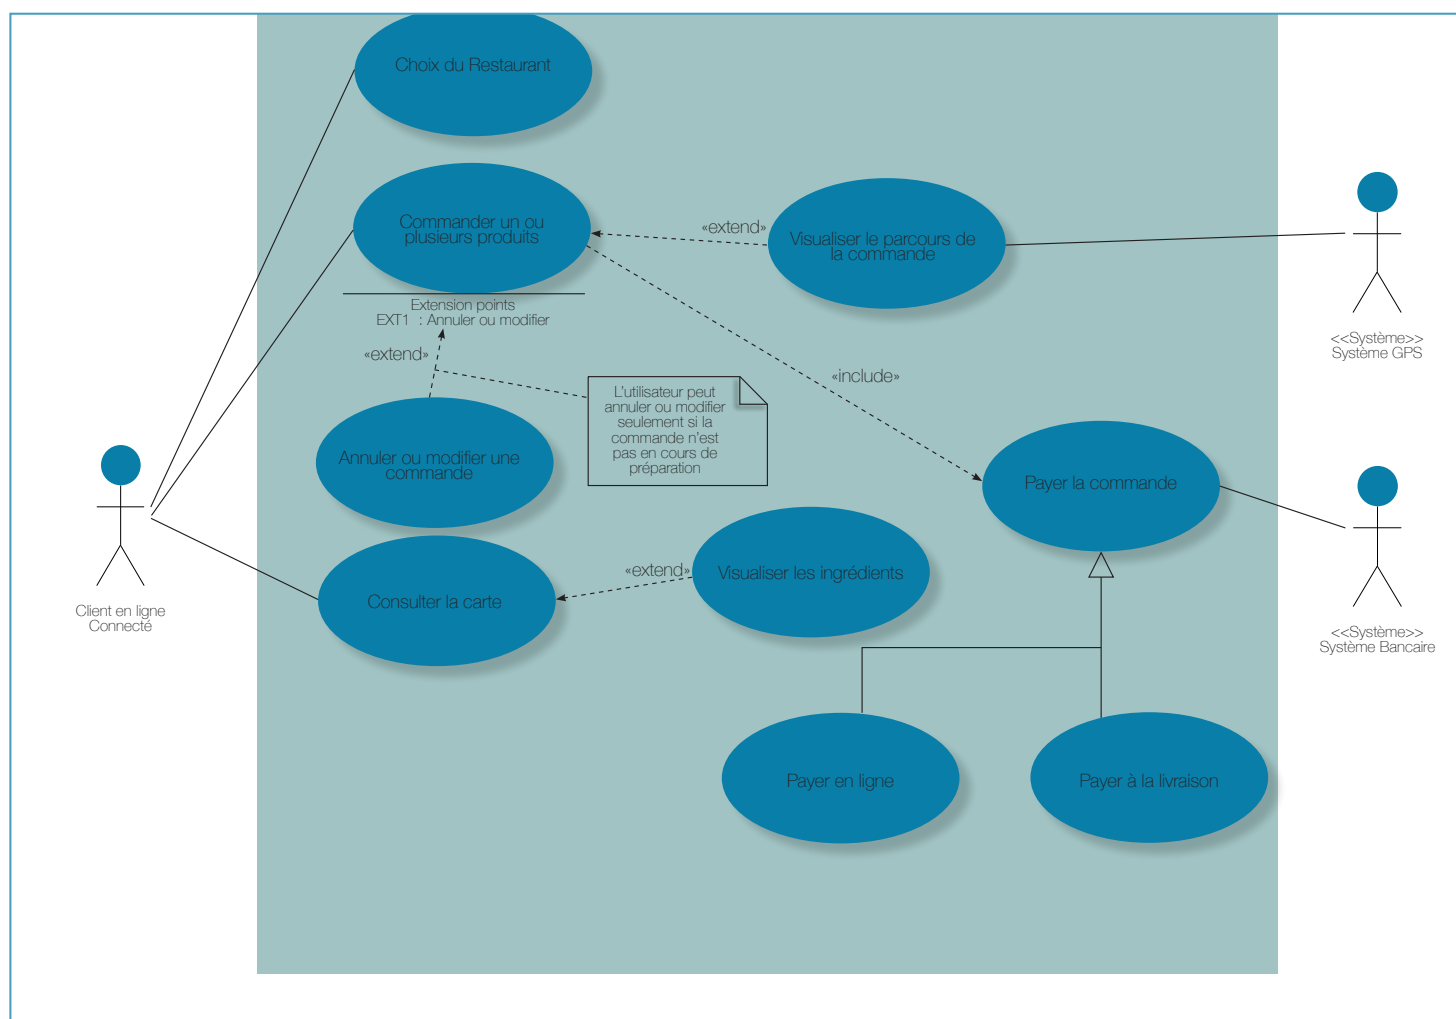 Choix du Restaurant
Commander un ou
plusieurs produits
«extend»
Visualiser le parcours de
la commande
Extension points
EXT1 : Annuler ou modifier
«extend»
<<Système>>
Système GPS
«include»
L'utilisateur peut
annuler ou modifier
seulement si la
commande n'est
pas en cours de
préparation
Annuler ou modifier une
commande
Payer la commande
«extend»
Visualiser les ingrédients
Consulter la carte
Client en ligne
Connecté
<<Système>>
Système Bancaire
Payer en ligne
Payer à la livraison